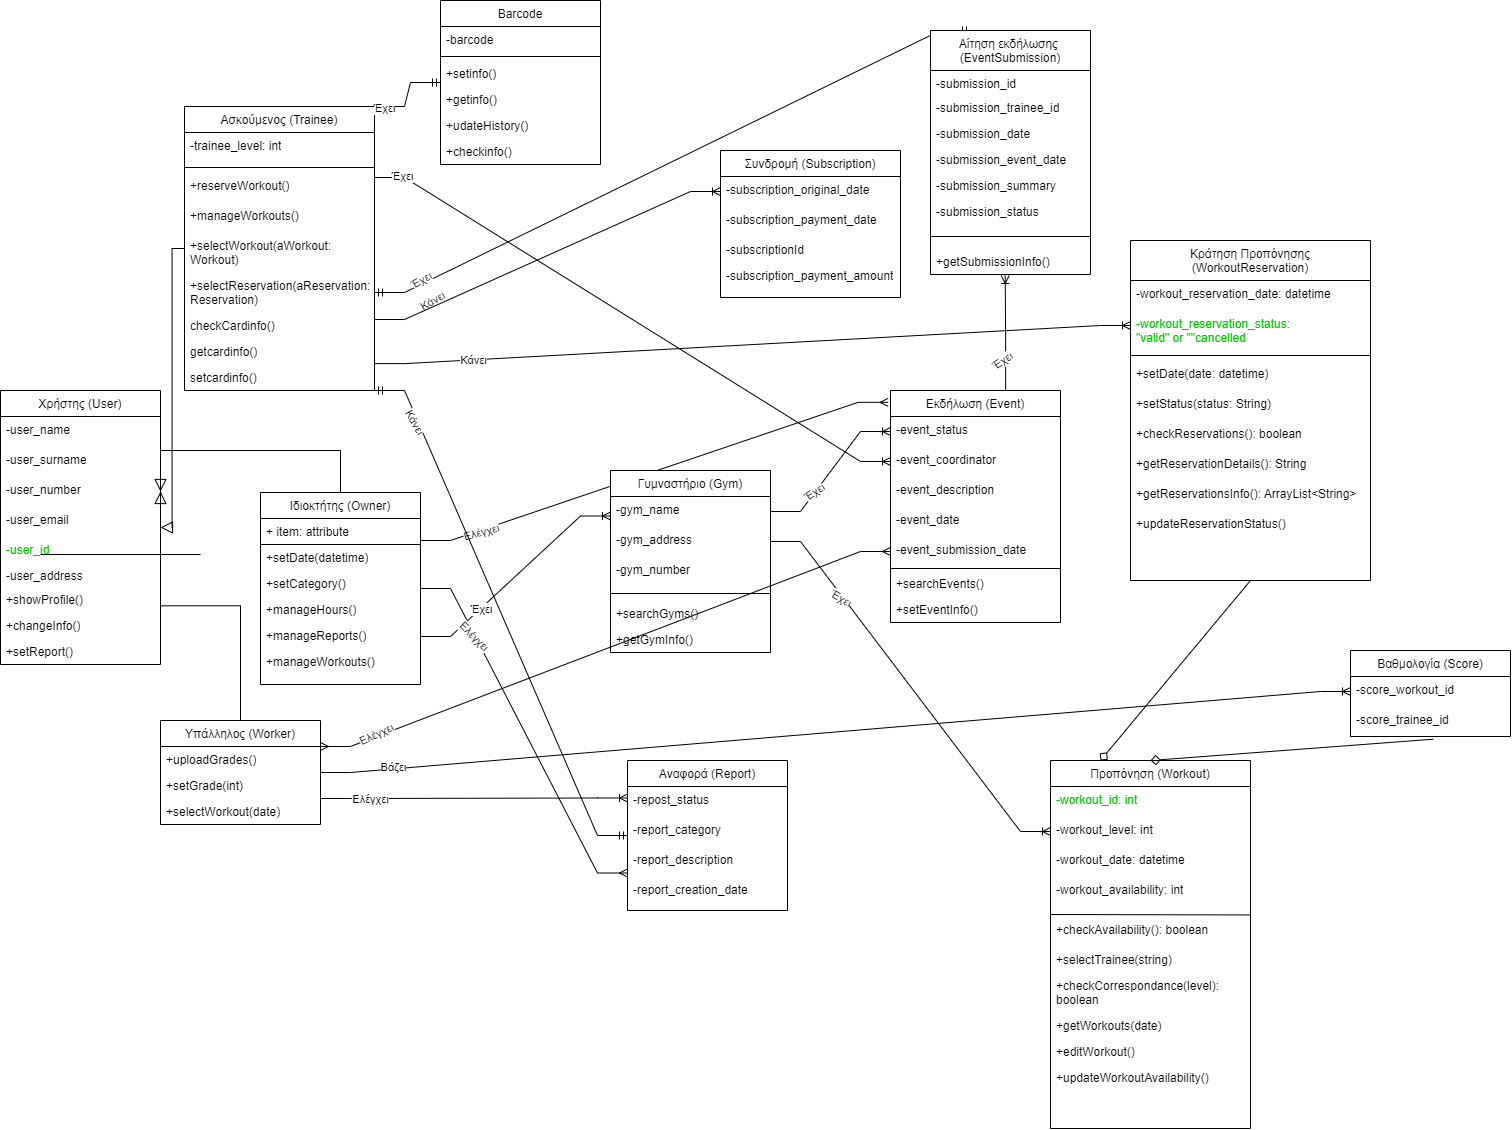 Barcode
-barcode
+setinfo()
+getinfo()
+udateHistory()
+checkinfo()
Έχει
Αίτηση εκδήλωσης
(EventSubmission)
-submission_id
-submission_trainee_id
-submission_date
-submission_event_date
-submission_summary
-submission_status
+getSubmissionInfo()
Ασκούμενος (Trainee)
-trainee_level: int
+reserveWorkout()
+manageWorkouts()
+selectWorkout(aWorkout:
Workout)
+selectReservation(aReservation:
Reservation)
checkCardinfo()
getcardinfo()
setcardinfo()
Έχει
Έχει
Κάνει
Κάνει
Κάνει
Συνδρομή (Subscription)
-subscription_original_date
-subscription_payment_date
-subscriptionId
-subscription_payment_amount
Κράτηση Προπόνησης
(WorkoutReservation)
-workout_reservation_date: datetime
-workout_reservation_status:
"valid" or ""cancelled
+setDate(date: datetime)
+setStatus(status: String)
+checkReservations(): boolean
+getReservationDetails(): String
+getReservationsInfo(): ArrayList<String>
+updateReservationStatus()
Έχει
Χρήστης (User)
-user_name
-user_surname
-user_number
-user_email
-user_id
-user_address
+showProfile()
+changeInfo()
+setReport()
Ιδιοκτήτης (Owner)
+ item: attribute
+setDate(datetime)
+setCategory()
+manageHours()
+manageReports()
+manageWorkouts()
Ελέγχει
Έχει
Ελέγχει
Γυμναστήριο (Gym)
-gym_name
-gym_address
-gym_number
+searchGyms()
+getGymInfo()
Έχει
Έχει
Εκδήλωση (Event)
-event_status
-event_coordinator
-event_description
-event_date
-event_submission_date
+searchEvents()
+setEventInfo()
Υπάλληλος (Worker)
+uploadGrades()
+setGrade(int)
+selectWorkout(date)
Ελέγχει
Βάζει
Ελέγχει
Αναφορά (Report)
-repost_status
-report_category
-report_description
-report_creation_date
Βαθμολογία (Score)
-score_workout_id
-score_trainee_id
Προπόνηση (Workout)
-workout_id: int
-workout_level: int
-workout_date: datetime
-workout_availability: int
+checkAvailability(): boolean
+selectTrainee(string)
+checkCorrespondance(level):
boolean
+getWorkouts(date)
+editWorkout()
+updateWorkoutAvailability()